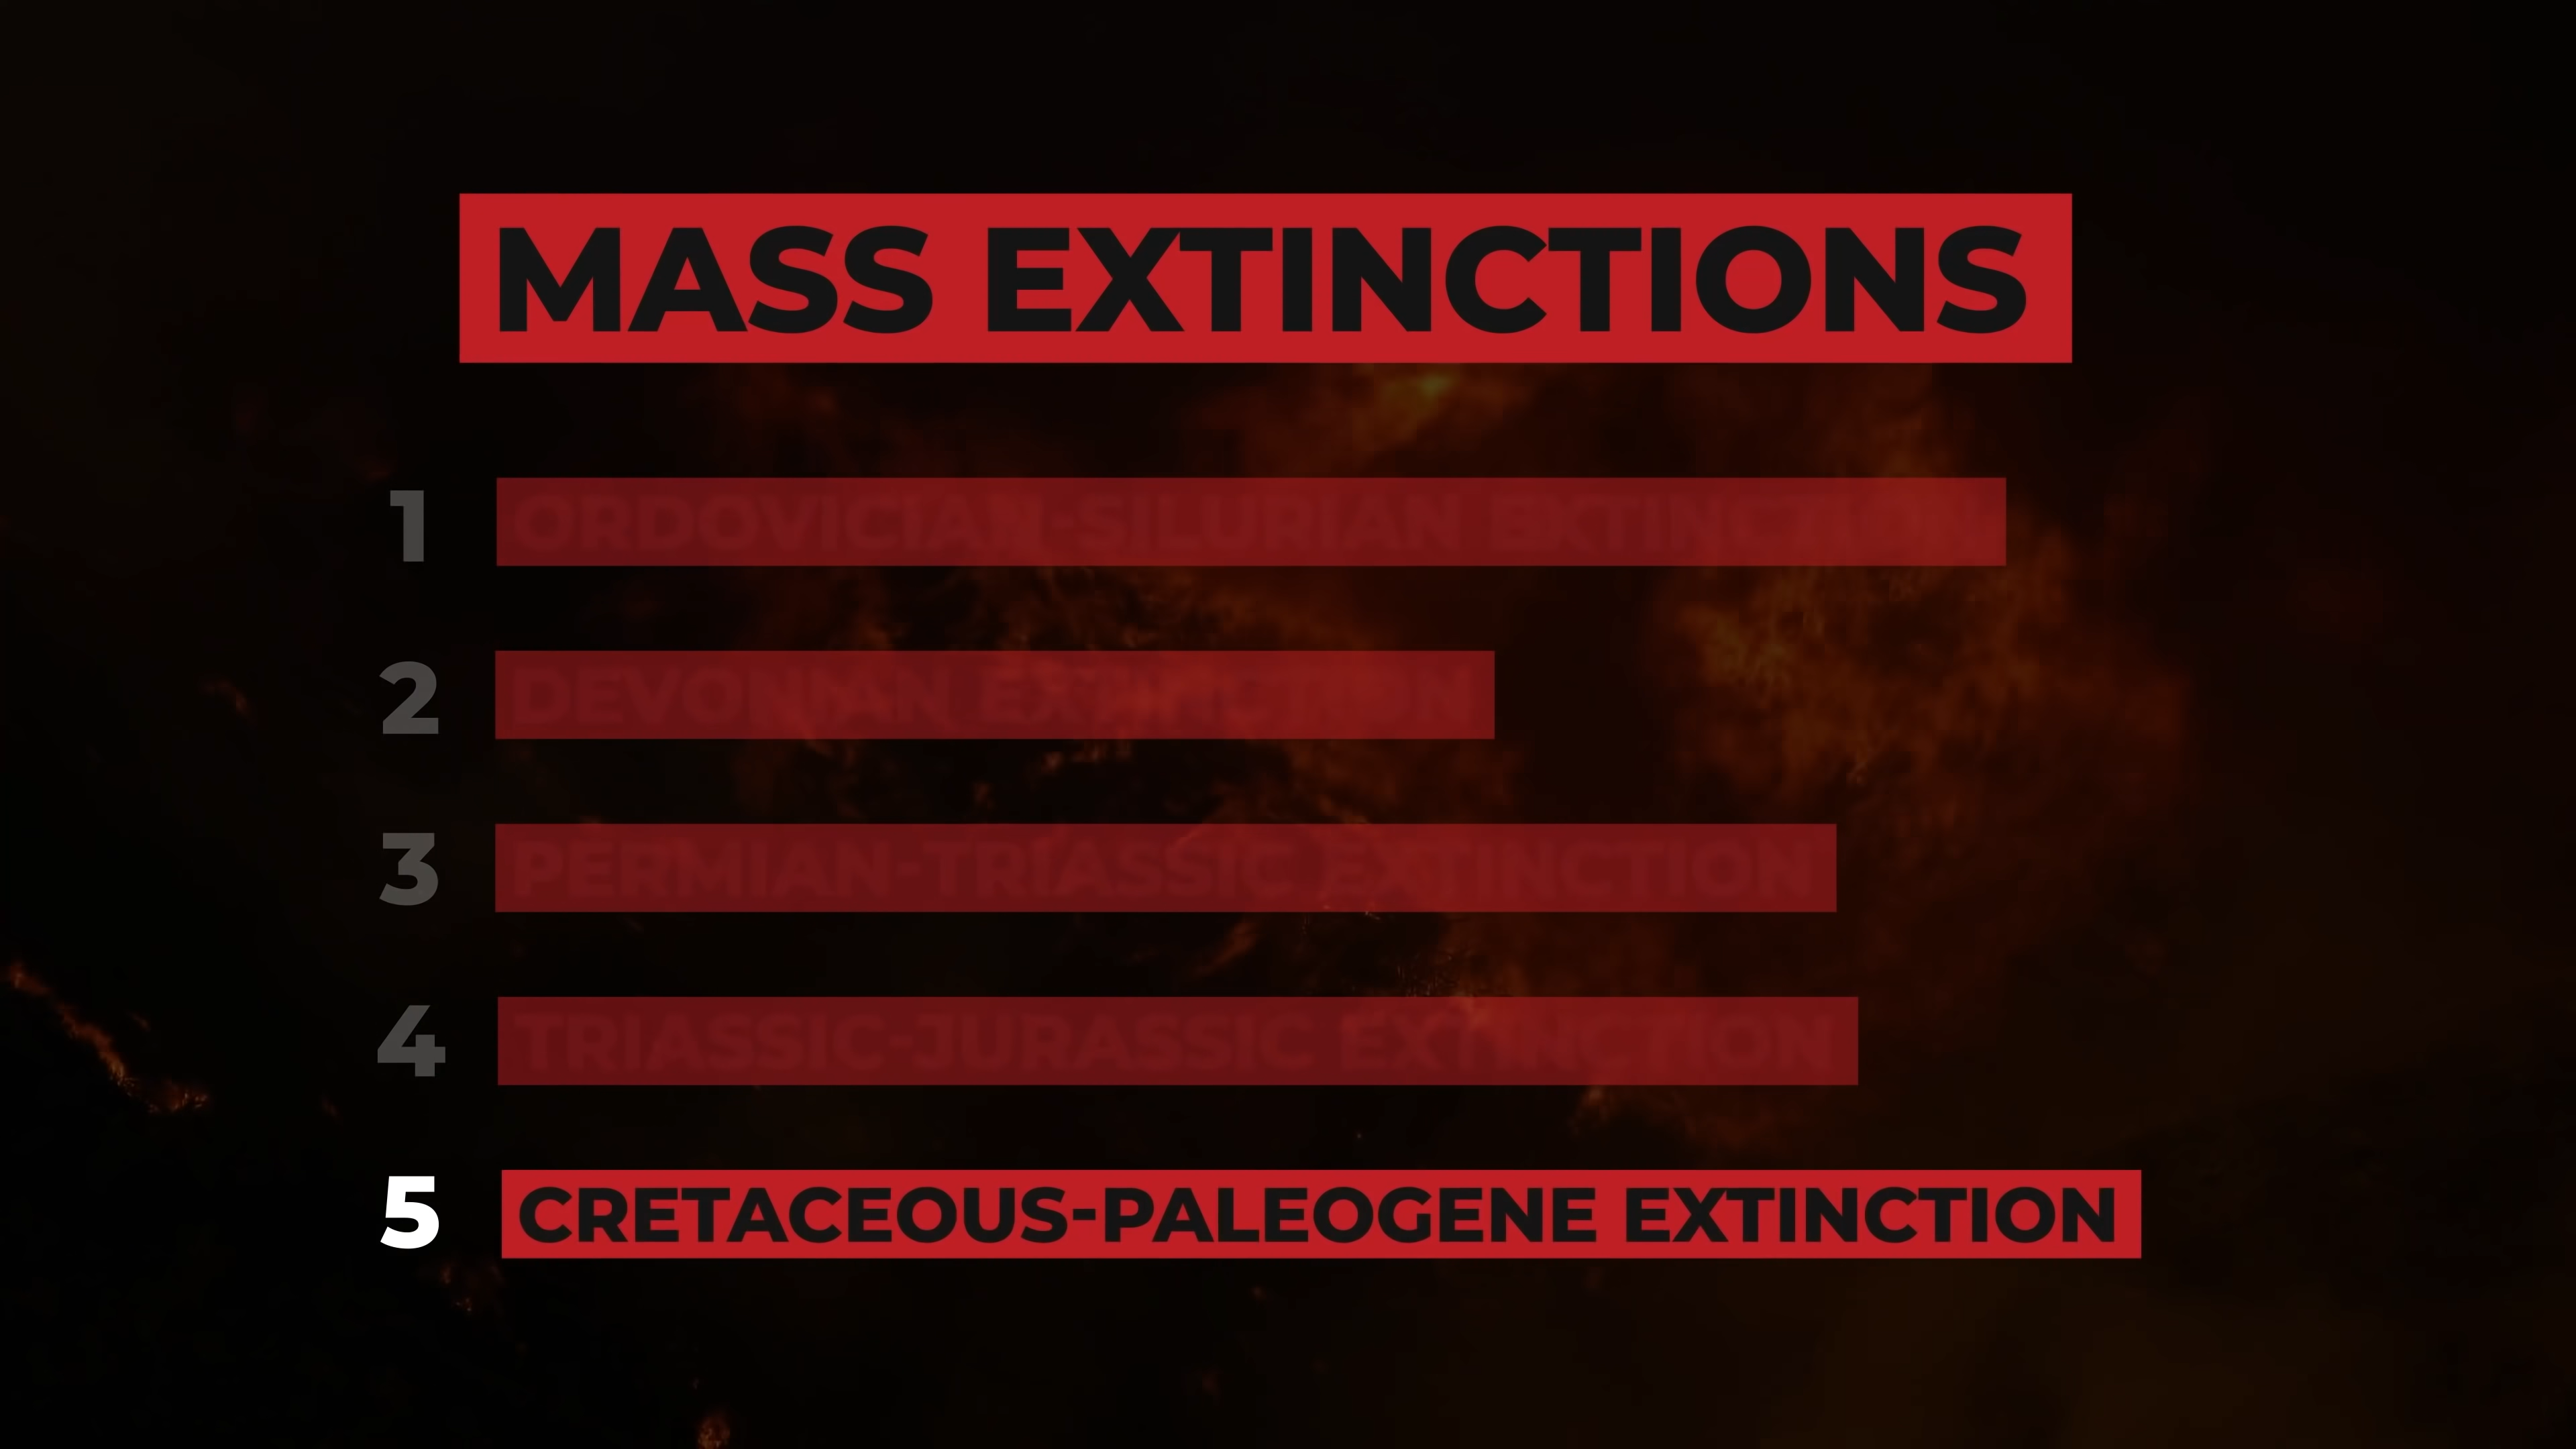 MASS EXTINCTIONS
1 ORDOVICIAN-SILURIAN EXTINCTION
2 DEVONIAN EXTINCTION
3 PERMIAN-TRIASSIC EXTINCTION
4 TRIASSIC-JURASSIC EXTINCTION
5 CRETACEOUS-PALEOGENE EXTINCTION